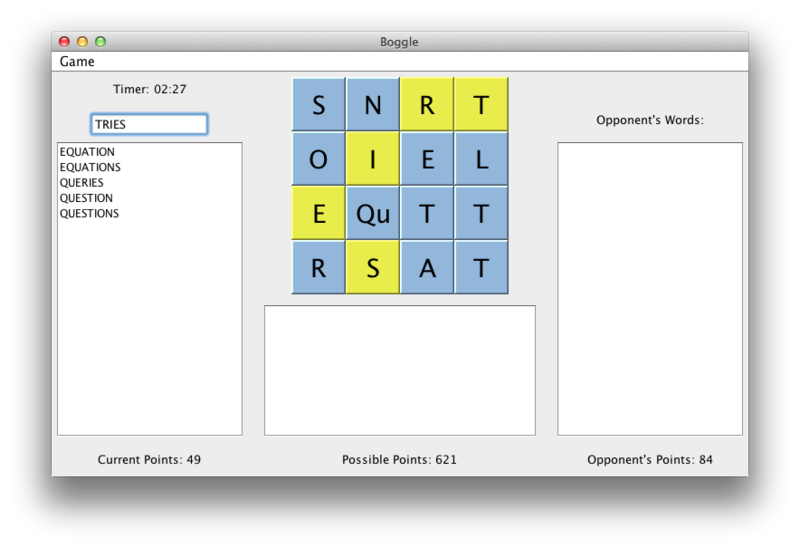 Boggle
Game
Timer: 02:27
TRIES
EQUATION
EQUATIONS
QUERIES
QUESTION
QUESTIONS
Current Points: 49
S N R T
O I E L
E Qu T T
R S A T
Possible Points: 621
Opponent's Words:
Opponent's Points: 84